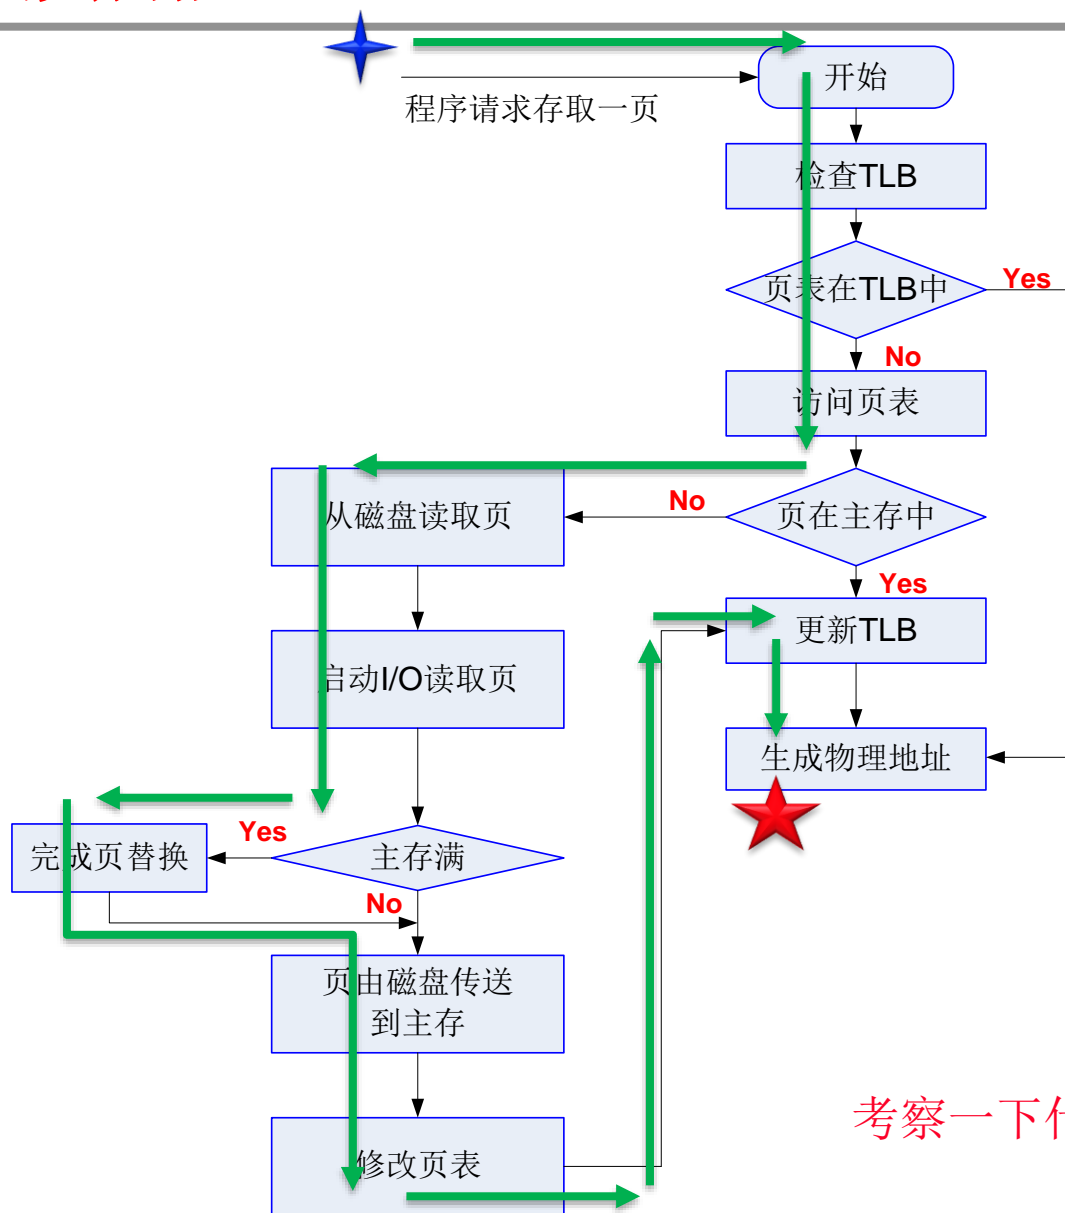 开始
程序请求存取一页
检查TLB
页表在TLB中
Yes
No
访问页表
从磁盘读取页
No
页在主存中
Yes
更新TLB
启动I/O读取页
生成物理地址
Yes
完成页替换
主存满
No
页由磁盘传送
到主存
修改页表
考察一下